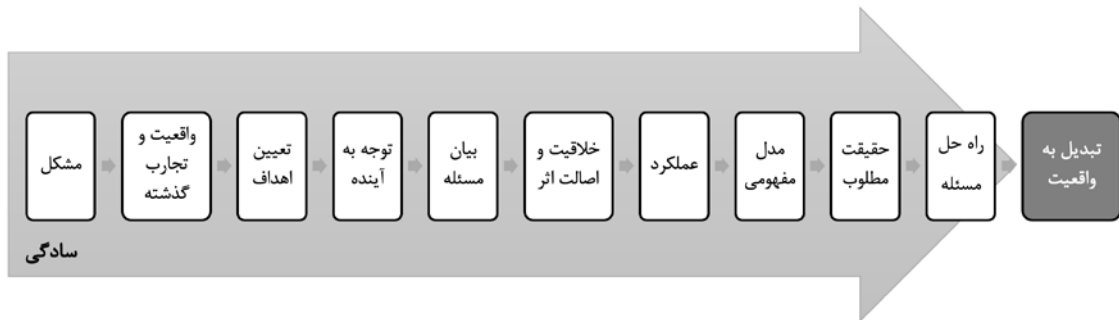 مشکل
واقعیت و
تجارب
گذشته
تعیین
اهداف
توجه به
آینده
بیان
مسئله
خلاقیت و
اصالت اثر
عملکرد
مدل
مفهومی
حقیقت
مطلوب
راه حل
مسئله
تبدیل به
واقعیت
سادگی